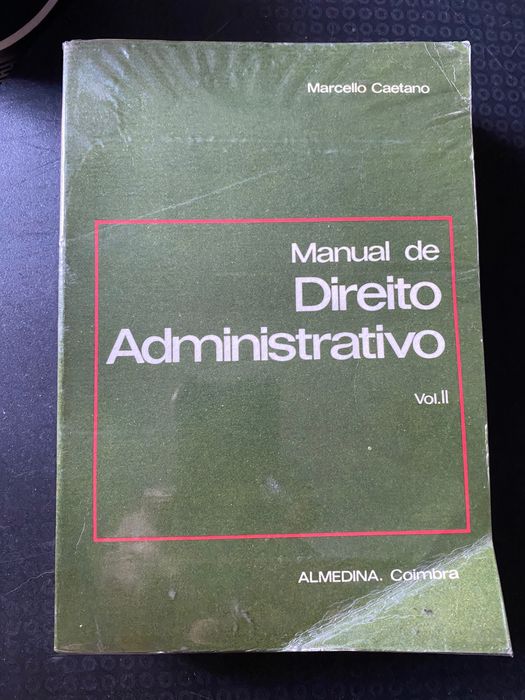 Marcello Caetano
Manual de
Direito
Administrativo
Vol.II
ALMEDINA. Coimbra